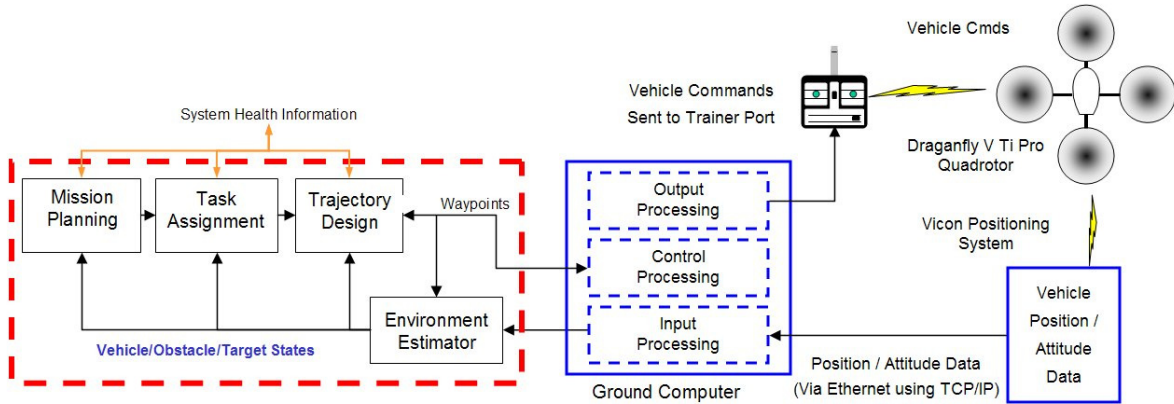 System Health Information
Mission
Planning
Task
Assignment
Trajectory
Design
Waypoints
Environment
Estimator
Vehicle/Obstacle/Target States
Output
Processing
Control
Processing
Input
Processing
Ground Computer
Vehicle Commands
Sent to Trainer Port
Vehicle Cmds
Draganfly V Ti Pro
Quadrotor
Vicon Positioning
System
Vehicle
Position /
Attitude
Data
Position / Attitude Data
(Via Ethernet using TCP/IP)